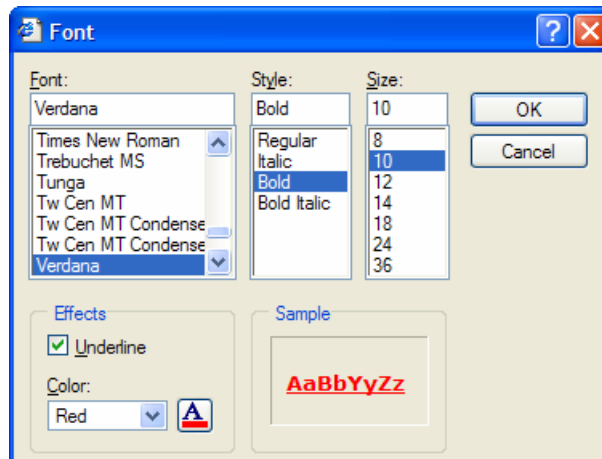 Font
Font:
Style:
Size:
Verdana
Bold
10
OK
Cancel
Times New Roman
Trebuchet MS
Tunga
Tw Cen MT
Tw Cen MT Condense
Tw Cen MT Condense
Verdana
Regular
Italic
Bold
Bold Italic
8
10
12
14
18
24
36
Effects
Underline
Color:
Red
A
Sample
AaBbYyZz